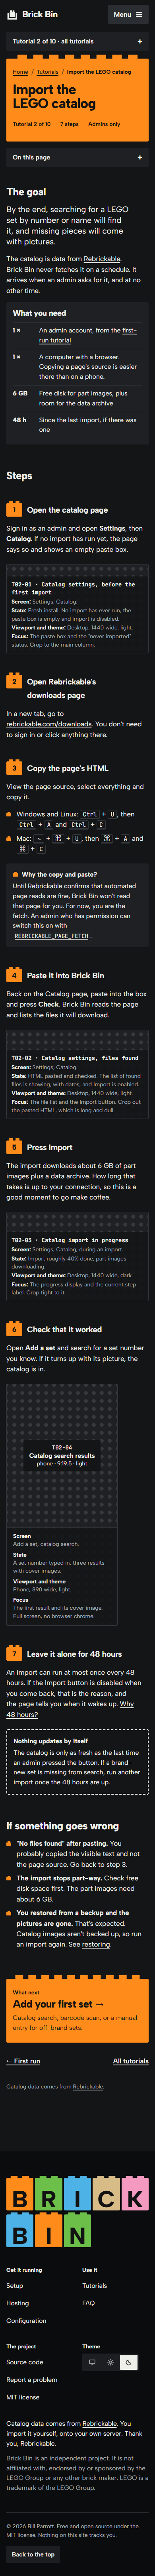 Brick Bin
Menu
Tutorial 2 of 10 · all tutorials +
Home / Tutorials / Import the LEGO catalog
Import the
LEGO catalog
Tutorial 2 of 10 7 steps Admins only
On this page +
The goal
By the end, searching for a LEGO
set by number or name will find
it, and missing pieces will come
with pictures.
The catalog is data from Rebrickable.
Brick Bin never fetches it on a schedule. It
arrives when an admin asks for it, and at no
other time.
What you need
1 × An admin account, from the first-
run tutorial
1 × A computer with a browser.
Copying a page's source is easier
there than on a phone.
6 GB Free disk for part images, plus
room for the data archive
48 h Since the last import, if there was
one
Steps
1 Open the catalog page
Sign in as an admin and open Settings, then
Catalog. If no import has run yet, the page
says so and shows an empty paste box.
T02-01 · Catalog settings, before the
first import
Screen: Settings, Catalog.
State: Fresh install. No import has ever run, the
paste box is empty and Import is disabled.
Viewport and theme: Desktop, 1440 wide, light.
Focus: The paste box and the "never imported"
status. Crop to the main column.
2 Open Rebrickable's
downloads page
In a new tab, go to
rebrickable.com/downloads. You don't need
to sign in or click anything there.
3 Copy the page's HTML
View the page source, select everything and
copy it.
Windows and Linux: Ctrl + U, then
Ctrl + A and Ctrl + C
Mac: ⌥ + ⌘ + U, then ⌘ + A and
⌘ + C
Why the copy and paste?
Until Rebrickable confirms that automated
page reads are fine, Brick Bin won't read
that page for you. For now, you are the
fetch. An admin who has permission can
switch this on with
REBRICKABLE_PAGE_FETCH.
4 Paste it into Brick Bin
Back on the Catalog page, paste into the box
and press Check. Brick Bin reads the page
and lists the files it will download.
T02-02 · Catalog settings, files found
Screen: Settings, Catalog.
State: HTML pasted and checked. The list of found
files is showing, with dates, and Import is enabled.
Viewport and theme: Desktop, 1440 wide, light.
Focus: The file list and the Import button. Crop out
the pasted HTML, which is long and dull.
5 Press Import
The import downloads about 6 GB of part
images plus a data archive. How long that
takes is up to your connection, so this is a
good moment to go make coffee.
T02-03 · Catalog import in progress
Screen: Settings, Catalog, during an import.
State: Import roughly 40% done, part images
downloading.
Viewport and theme: Desktop, 1440 wide, dark.
Focus: The progress display and the current step
label. Crop tight to it.
6 Check that it worked
Open Add a set and search for a set number
you know. If it turns up with its picture, the
catalog is in.
T02-04
Catalog search results
phone · 9:19.5 · light
Screen
Add a set, catalog search.
State
A set number typed in, three results
with cover images.
Viewport and theme
Phone, 390 wide, light.
Focus
The first result and its cover image.
Full screen, no browser chrome.
7 Leave it alone for 48 hours
An import can run at most once every 48
hours. If the Import button is disabled when
you come back, that is the reason, and
the page tells you when it wakes up. Why
48 hours?
Nothing updates by itself
The catalog is only as fresh as the last time
an admin pressed the button. If a brand-
new set is missing from search, run another
import once the 48 hours are up.
If something goes wrong
"No files found" after pasting. You
probably copied the visible text and not
the page source. Go back to step 3.
The import stops part-way. Check free
disk space first. The part images need
about 6 GB.
You restored from a backup and the
pictures are gone. That's expected.
Catalog images aren't backed up, so run
an import again. See restoring.
What next
Add your first set →
Catalog search, barcode scan, or a manual
entry for off-brand sets.
← First run All tutorials
Catalog data comes from Rebrickable.
BRICK
BIN
Get it running
Setup
Hosting
Configuration
Use it
Tutorials
FAQ
The project
Source code
Report a problem
MIT license
Theme
Catalog data comes from Rebrickable. You
import it yourself, onto your own server. Thank
you, Rebrickable.
Brick Bin is an independent project. It is not
affiliated with, endorsed by or sponsored by the
LEGO Group or any other brick maker. LEGO is a
trademark of the LEGO Group.
© 2026 Bill Parrott. Free and open source under the
MIT license. Nothing on this site tracks you.
Back to the top